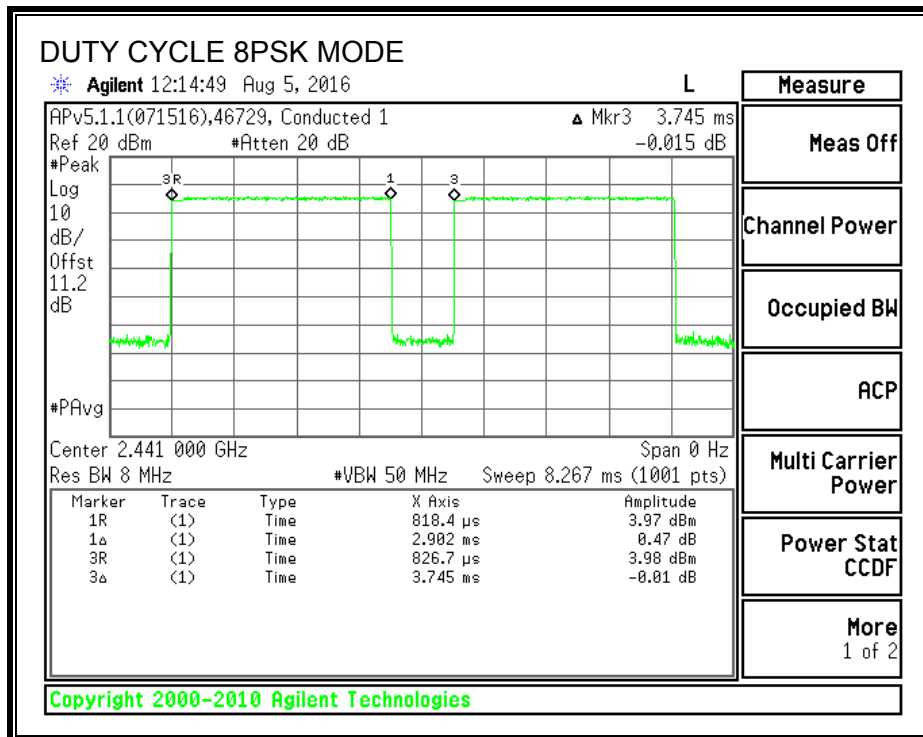 DUTY CYCLE 8PSK MODE
Agilent 12:14:49 Aug 5, 2016 L
APv5.1.1(071516),46729, Conducted 1 Δ Mkr3 3.745 ms
Ref 20 dBm #Atten 20 dB -0.015 dB
#Peak
Log
10
dB/
Offst
11.2
dB
3R 1 3
#PAvg
Center 2.441 000 GHz Span 0 Hz
Res BW 8 MHz #VBW 50 MHz Sweep 8.267 ms (1001 pts)
Marker Trace Type X Axis Amplitude
1R (1) Time 818.4 µs 3.97 dBm
1Δ (1) Time 2.902 ms 0.47 dB
3R (1) Time 826.7 µs 3.98 dBm
3Δ (1) Time 3.745 ms -0.01 dB
Measure
Meas Off
Channel Power
Occupied BW
ACP
Multi Carrier
Power
Power Stat
CCDF
More
1 of 2
Copyright 2000-2010 Agilent Technologies